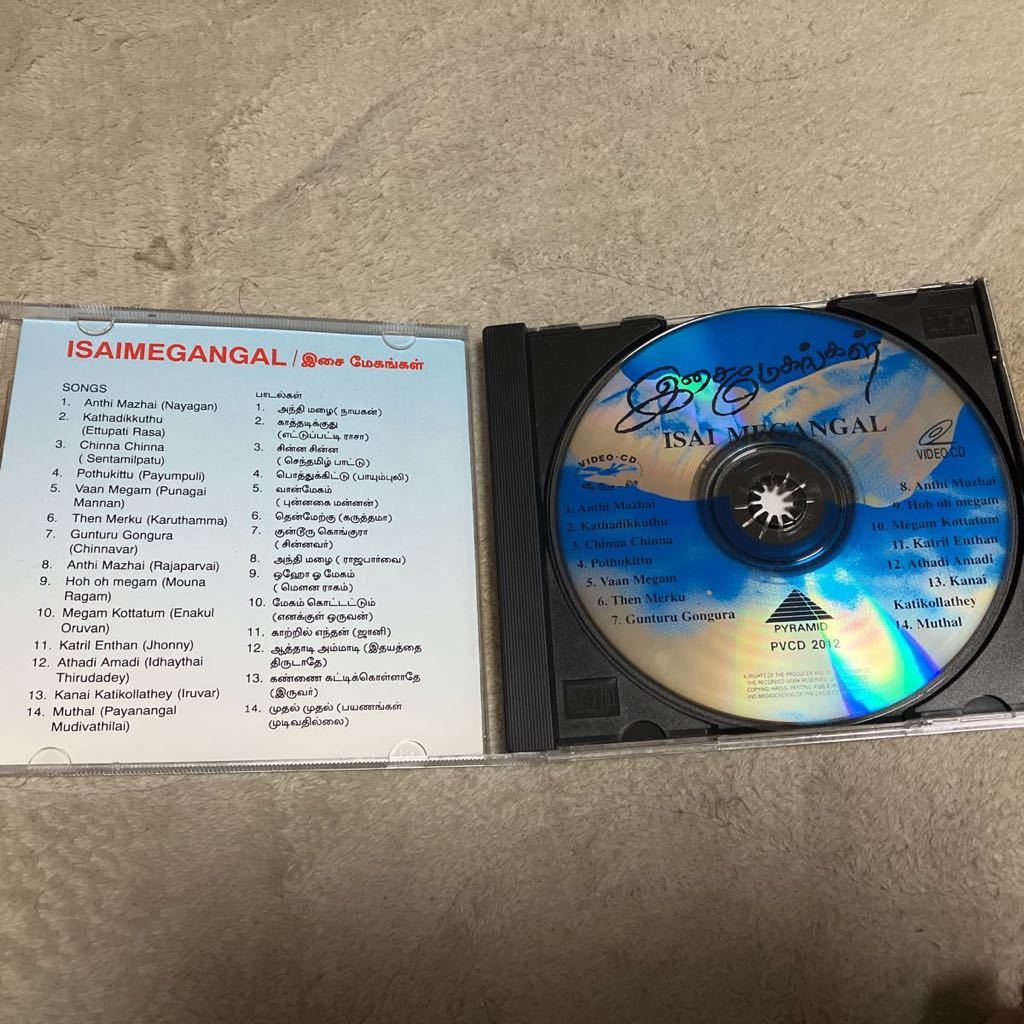 ISAIMEGANGAL / இசை மேகங்கள்
SONGS
1. Anthi Mazhai (Nayagan)
2. Kathadikkuthu
(Ettupati Rasa)
3. Chinna Chinna
( Sentamilpatu)
4. Pothukittu (Payumpuli)
5. Vaan Megam (Punagai
Mannan)
6. Then Merku (Karuthamma)
7. Gunturu Gongura
(Chinnavar)
8. Anthi Mazhai (Rajaparvai)
9. Hoh oh megam (Mouna
Ragam)
10. Megam Kottatum (Enakul
Oruvan)
11. Katril Enthan (Jhonny)
12. Athadi Amadi (Idhaythai
Thirudadey)
13. Kanai Katikollathey (Iruvar)
14. Muthal (Payanangal
Mudivathilai)
பாடல்கள்
1. அந்தி மழை ( நாயகன்)
2. காத்தடிக்குது
(எட்டுப்பட்டி ராசா)
3. சின்ன சின்ன
( செந்தமிழ் பாட்டு)
4. பொத்துக்கிட்டு (பாயும்புலி)
5. வான்மேகம்
( புன்னகை மன்னன்)
6. தென்மேற்கு (கருத்தமா)
7. குன்டூரு கொங்குரா
( சின்னவர்)
8. அந்தி மழை ( ராஜபார்வை)
9. ஒஹோ ஓ மேகம்
( மௌன ராகம்)
10. மேகம் கொட்டட்டும்
(எனக்குள் ஒருவன்)
11. காற்றில் எந்தன் (ஜானி)
12. ஆத்தாடி அம்மாடி (இதயத்தை
திருடாதே)
13. கண்ணை கட்டிக்கொள்ளாதே
(இருவர்)
14. முதல் முதல் (பயணங்கள்
முடிவதில்லை)
இசைமேகங்கள்
ISAI MEGANGAL
VIDEO-CD
VIDEO CD
1. Anthi Mazhai
2. Kathadikkuthu
3. Chinna Chinna
4. Pothukittu
5. Vaan Megam
6. Then Merku
7. Gunturu Gongura
8. Anthi Mazhai
9. Hoh oh megam
10. Megam Kottatum
11. Katril Enthan
12. Athadi Amadi
13. Kanai
Katikollathey
14. Muthal
PYRAMID
PVCD 2012